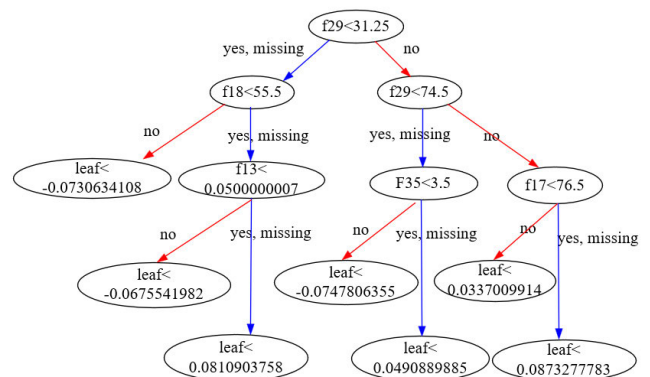 f29<31.25
yes, missing
no
f18<55.5
f29<74.5
no
yes, missing
yes, missing
no
leaf<
-0.0730634108
f13<
0.0500000007
F35<3.5
f17<76.5
no
yes, missing
no
yes, missing
no
yes, missing
leaf<
-0.0675541982
leaf<
-0.0747806355
leaf<
0.0337009914
leaf<
0.0810903758
leaf<
0.0490889885
leaf<
0.0873277783